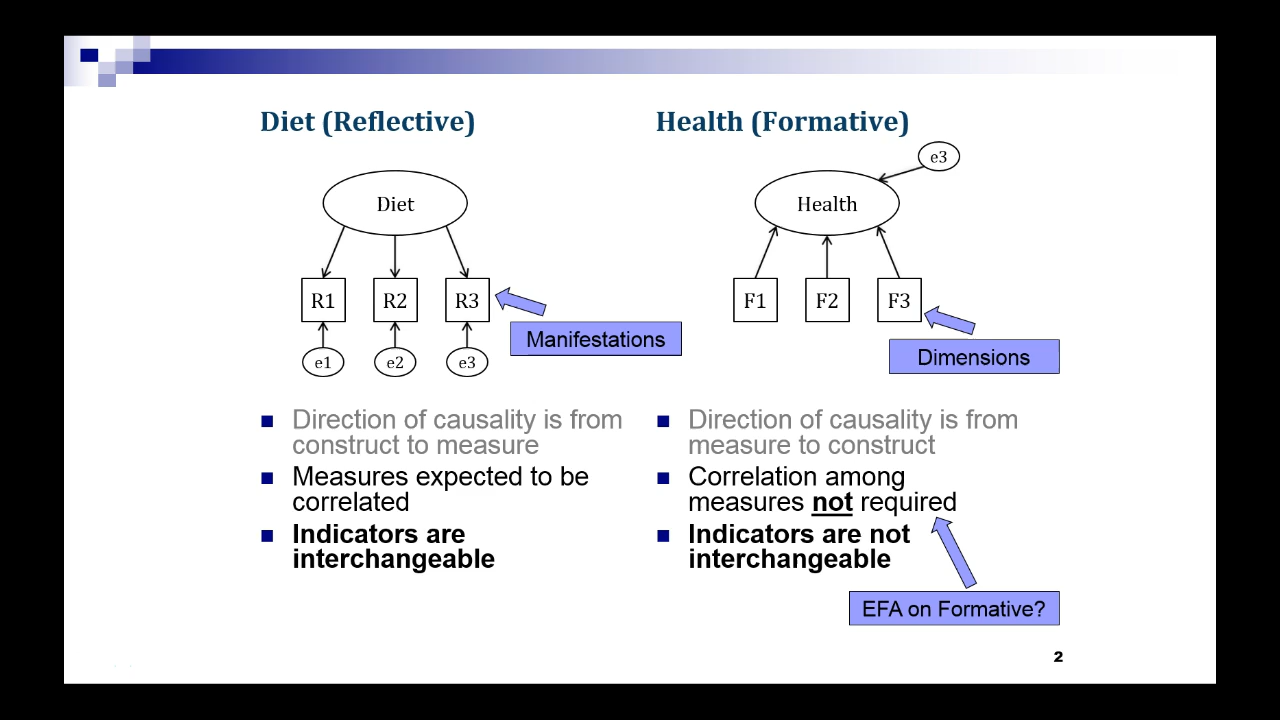 Diet (Reflective)
Diet
R1 R2 R3
e1 e2 e3
Manifestations
Direction of causality is from
construct to measure
Measures expected to be
correlated
Indicators are
interchangeable
Health (Formative)
e3
Health
F1 F2 F3
Dimensions
Direction of causality is from
measure to construct
Correlation among
measures not required
Indicators are not
interchangeable
EFA on Formative?
2